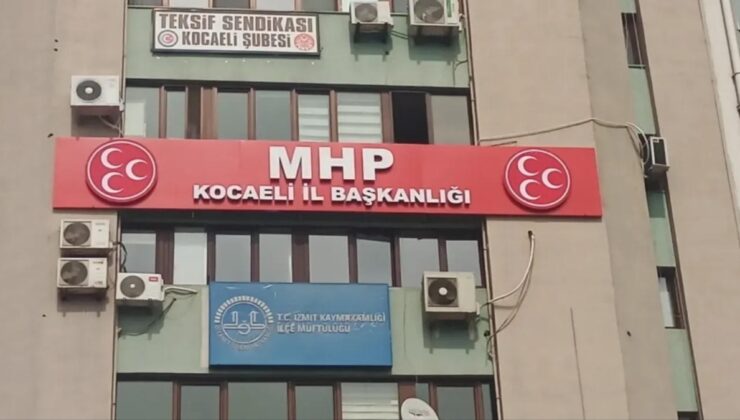 TEKSİF SENDİKASI
KOCAELİ ŞUBESİ
MHP
KOCAELİ İL BAŞKANLIĞI
T.C. İZMİT KAYMAKAMLIĞI
İLÇE MÜFTÜLÜĞÜ